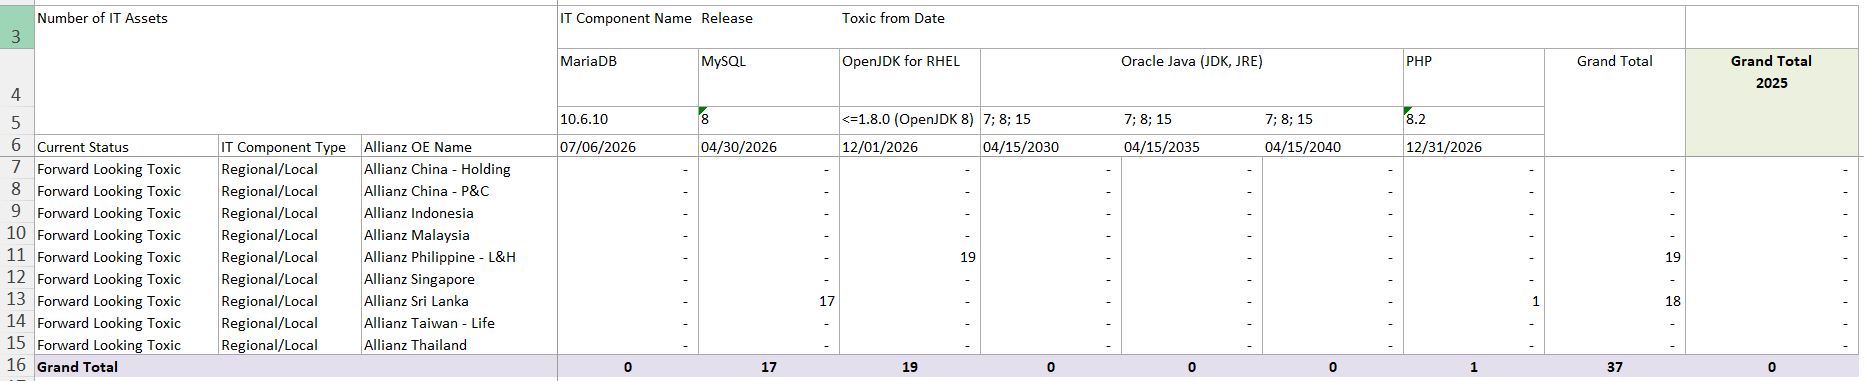 3 Number of IT Assets IT Component Name Release Toxic from Date
4 MariaDB MySQL OpenJDK for RHEL Oracle Java (JDK, JRE) PHP Grand Total Grand Total
2025
5 10.6.10 8 <=1.8.0 (OpenJDK 8) 7; 8; 15 7; 8; 15 7; 8; 15 8.2
6 Current Status IT Component Type Allianz OE Name 07/06/2026 04/30/2026 12/01/2026 04/15/2030 04/15/2035 04/15/2040 12/31/2026
7 Forward Looking Toxic Regional/Local Allianz China - Holding - - - - - - - - -
8 Forward Looking Toxic Regional/Local Allianz China - P&C - - - - - - - - -
9 Forward Looking Toxic Regional/Local Allianz Indonesia - - - - - - - - -
10 Forward Looking Toxic Regional/Local Allianz Malaysia - - - - - - - - -
11 Forward Looking Toxic Regional/Local Allianz Philippine - L&H - - 19 - - - - 19 -
12 Forward Looking Toxic Regional/Local Allianz Singapore - - - - - - - - -
13 Forward Looking Toxic Regional/Local Allianz Sri Lanka - 17 - - - - 1 18 -
14 Forward Looking Toxic Regional/Local Allianz Taiwan - Life - - - - - - - - -
15 Forward Looking Toxic Regional/Local Allianz Thailand - - - - - - - - -
16 Grand Total 0 17 19 0 0 0 1 37 0